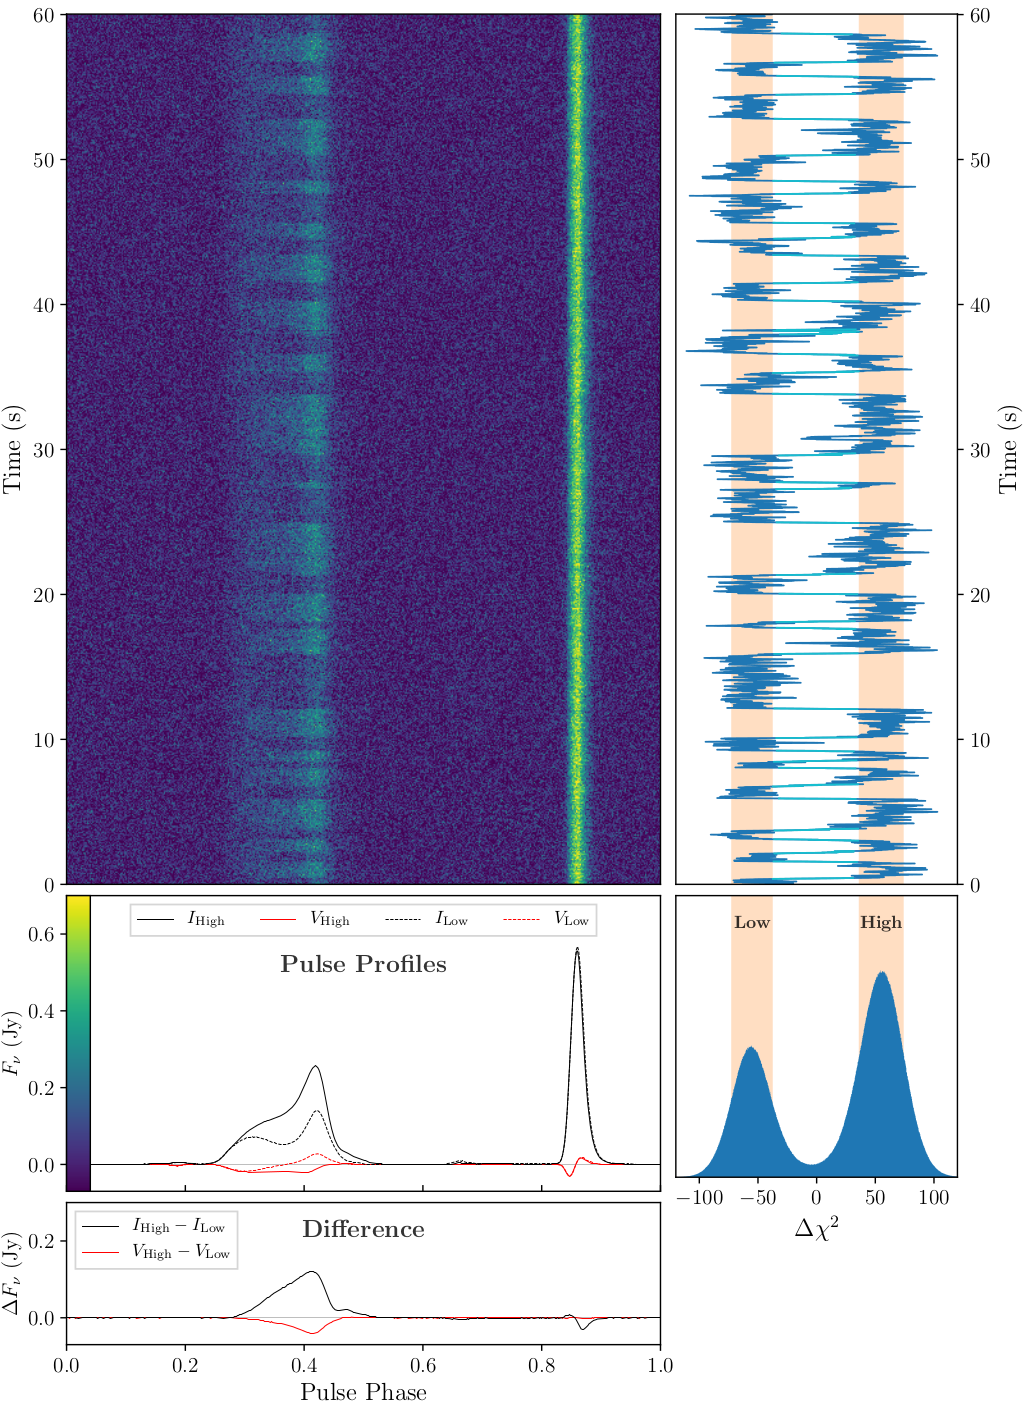 60
50
40
30
20
10
0
Time (s)
60
50
40
30
20
10
0
Time (s)
I_High V_High I_Low V_Low
Pulse Profiles
0.6
0.4
0.2
0.0
F_ν (Jy)
Low High
−100 −50 0 50 100
Δχ²
I_High − I_Low
V_High − V_Low
Difference
0.2
0.0
ΔF_ν (Jy)
0.0 0.2 0.4 0.6 0.8 1.0
Pulse Phase